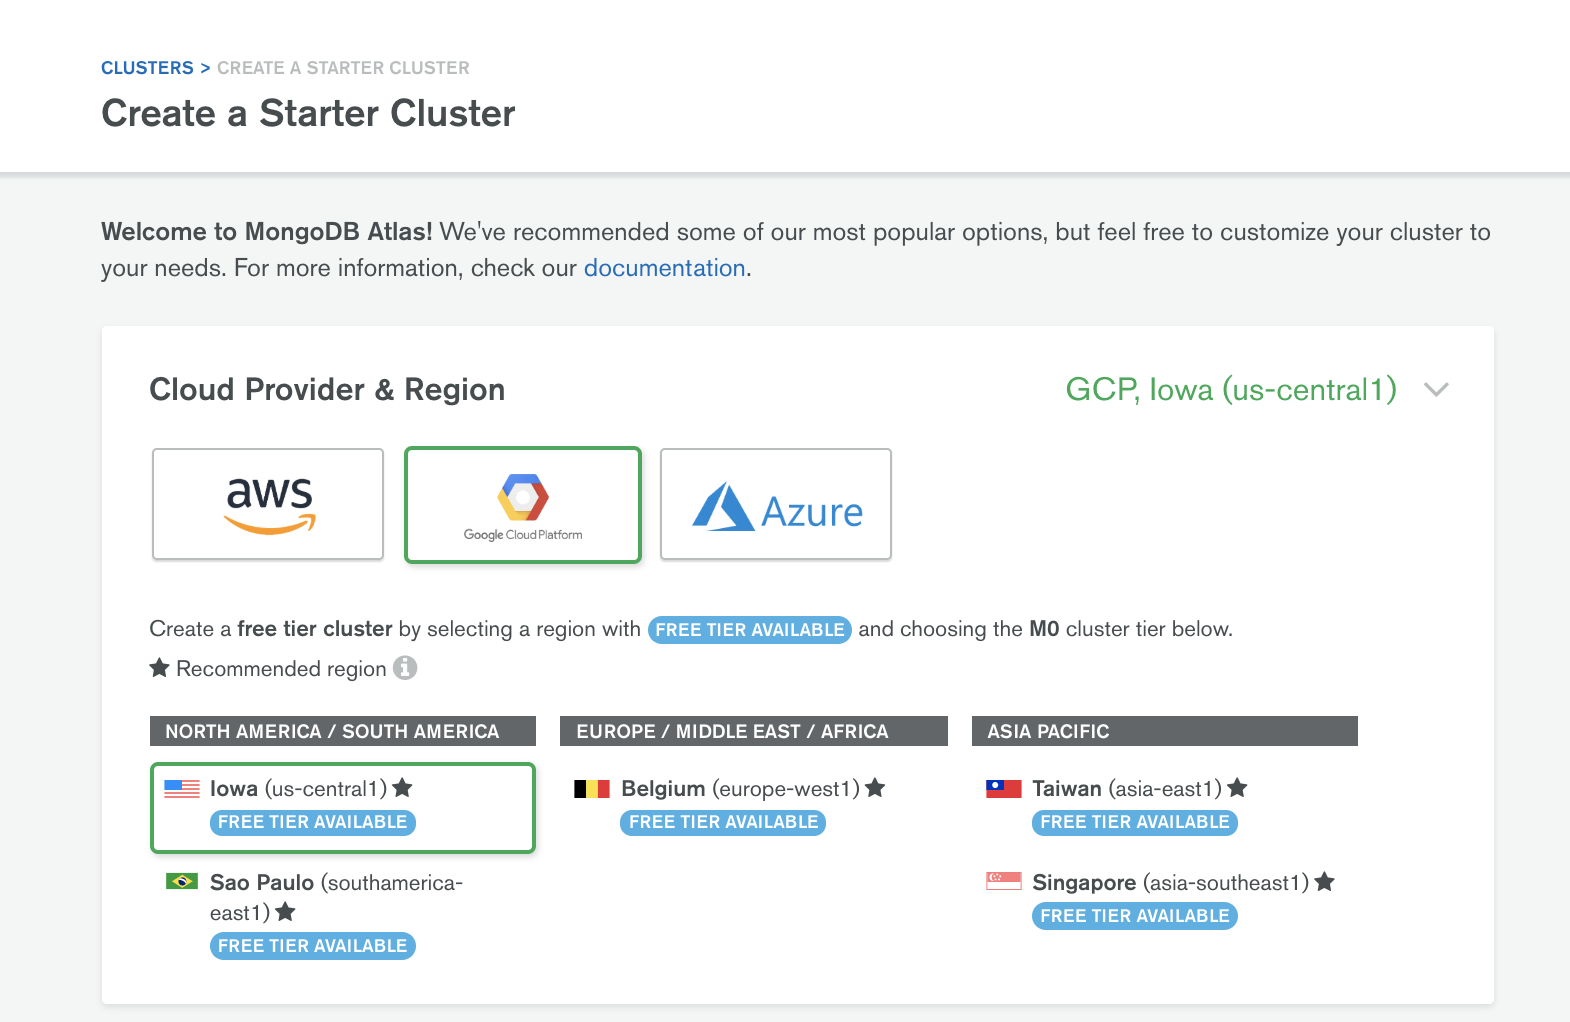 CLUSTERS > CREATE A STARTER CLUSTER
Create a Starter Cluster
Welcome to MongoDB Atlas! We've recommended some of our most popular options, but feel free to customize your cluster to
your needs. For more information, check our documentation.
Cloud Provider & Region
GCP, Iowa (us-central1)
aws
Google Cloud Platform
Azure
Create a free tier cluster by selecting a region with FREE TIER AVAILABLE and choosing the M0 cluster tier below.
★ Recommended region
NORTH AMERICA / SOUTH AMERICA
Iowa (us-central1) ★
FREE TIER AVAILABLE
Sao Paulo (southamerica-
east1) ★
FREE TIER AVAILABLE
EUROPE / MIDDLE EAST / AFRICA
Belgium (europe-west1) ★
FREE TIER AVAILABLE
ASIA PACIFIC
Taiwan (asia-east1) ★
FREE TIER AVAILABLE
Singapore (asia-southeast1) ★
FREE TIER AVAILABLE